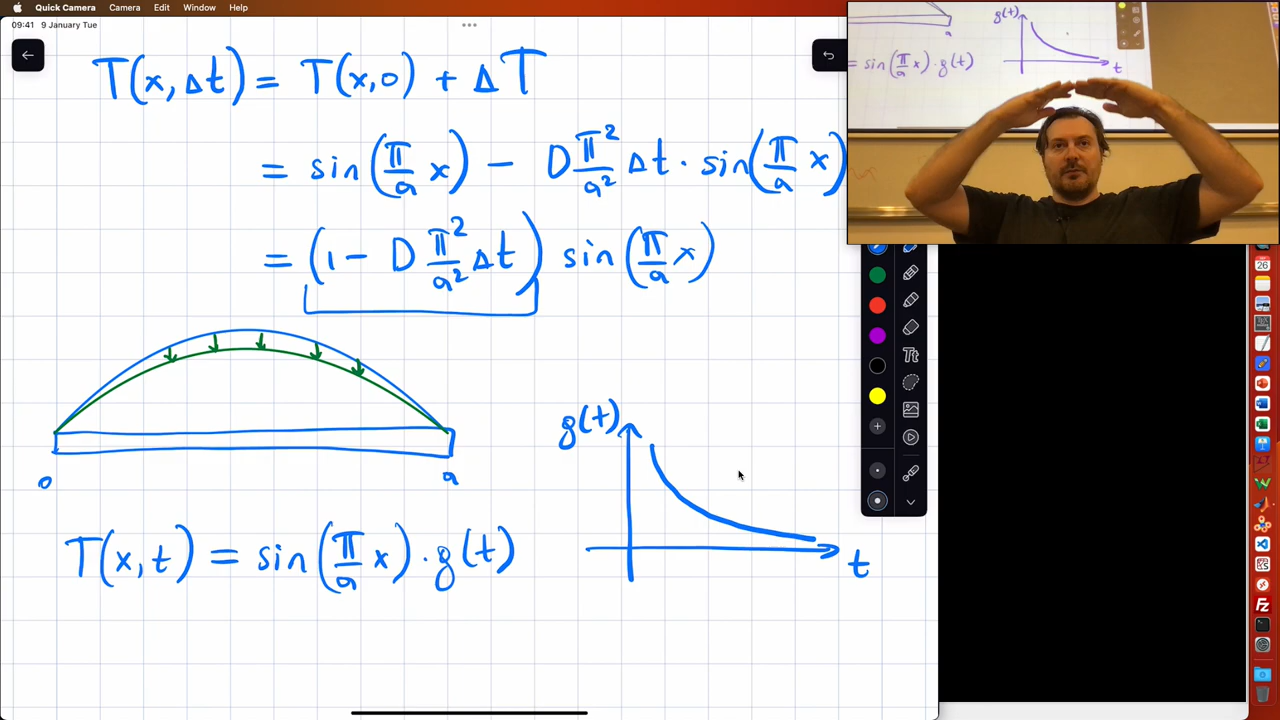 Quick Camera Camera Edit Window Help
09:41 9 January Tue
T(x,Δt) = T(x,0) + ΔT
= sin(π/a x) − D π²/a² Δt · sin(π/a x)
= (1 − D π²/a² Δt) sin(π/a x)
0 a
g(t)
t
T(x,t) = sin(π/a x) · g(t)
g(t)
a
= sin(π/a x) · g(t)
t
Tt
26